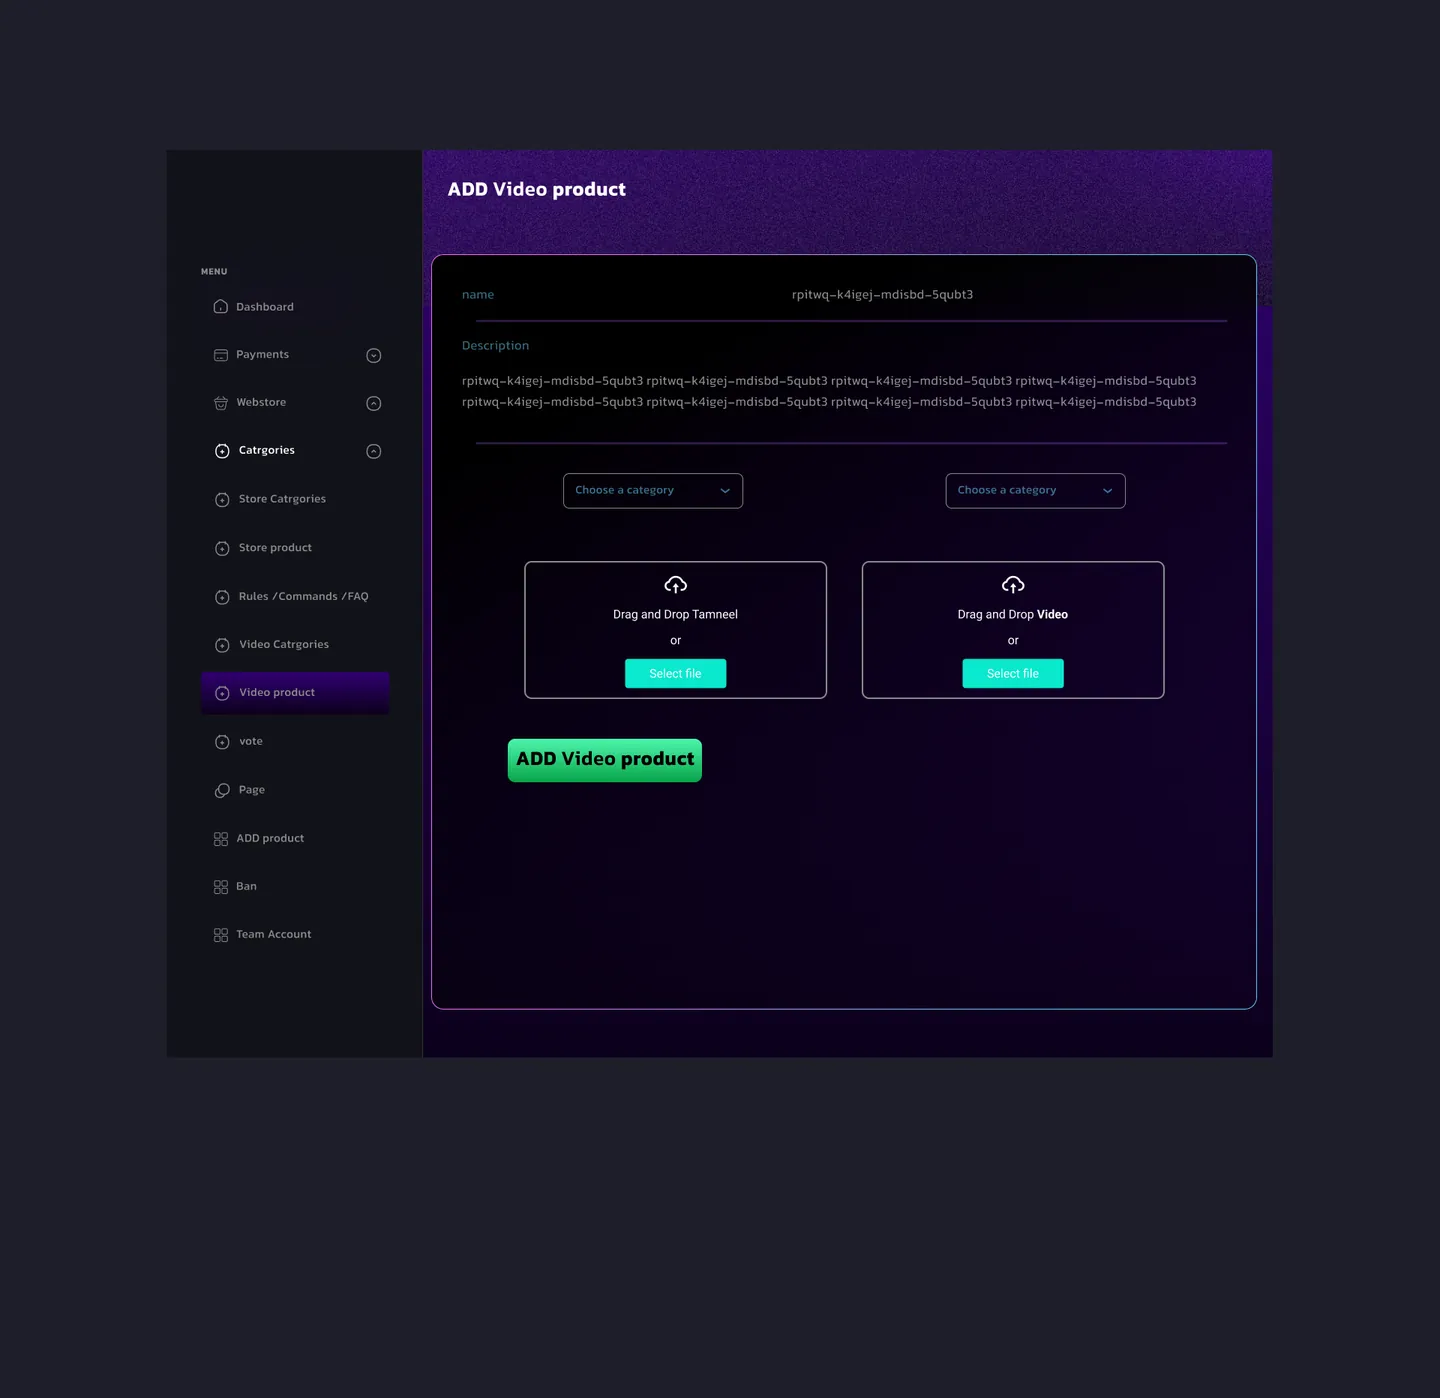 ADD Video product
MENU
Dashboard
Payments
Webstore
Catrgories
Store Catrgories
Store product
Rules /Commands /FAQ
Video Catrgories
Video product
vote
Page
ADD product
Ban
Team Account
name
rpitwq-k4igej-mdisbd-5qubt3
Description
rpitwq-k4igej-mdisbd-5qubt3 rpitwq-k4igej-mdisbd-5qubt3 rpitwq-k4igej-mdisbd-5qubt3 rpitwq-k4igej-mdisbd-5qubt3
rpitwq-k4igej-mdisbd-5qubt3 rpitwq-k4igej-mdisbd-5qubt3 rpitwq-k4igej-mdisbd-5qubt3 rpitwq-k4igej-mdisbd-5qubt3
Choose a category
Choose a category
Drag and Drop Tamneel
or
Select file
Drag and Drop Video
or
Select file
ADD Video product